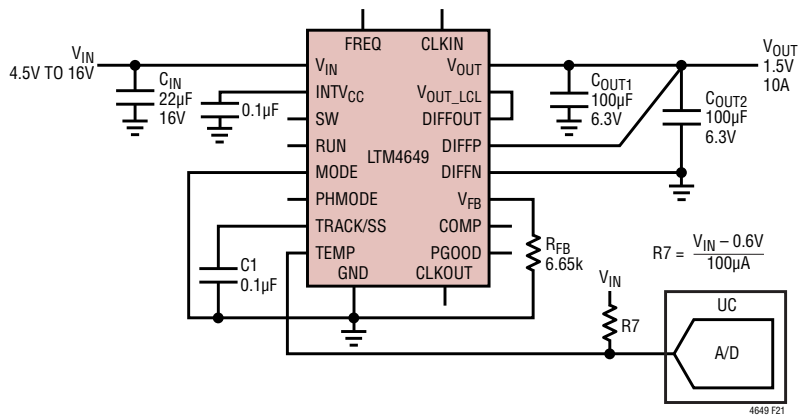 FREQ
CLKIN
VIN
4.5V TO 16V
CIN
22µF
16V
0.1µF
VIN
INTVCC
SW
RUN
MODE
PHMODE
TRACK/SS
TEMP
GND
LTM4649
VOUT
VOUT_LCL
DIFFOUT
DIFFP
DIFFN
VFB
COMP
PGOOD
CLKOUT
C1
0.1µF
COUT1
100µF
6.3V
COUT2
100µF
6.3V
VOUT
1.5V
10A
RFB
6.65k
R7 = VIN – 0.6V
100µA
VIN
R7
UC
A/D
4649 F21